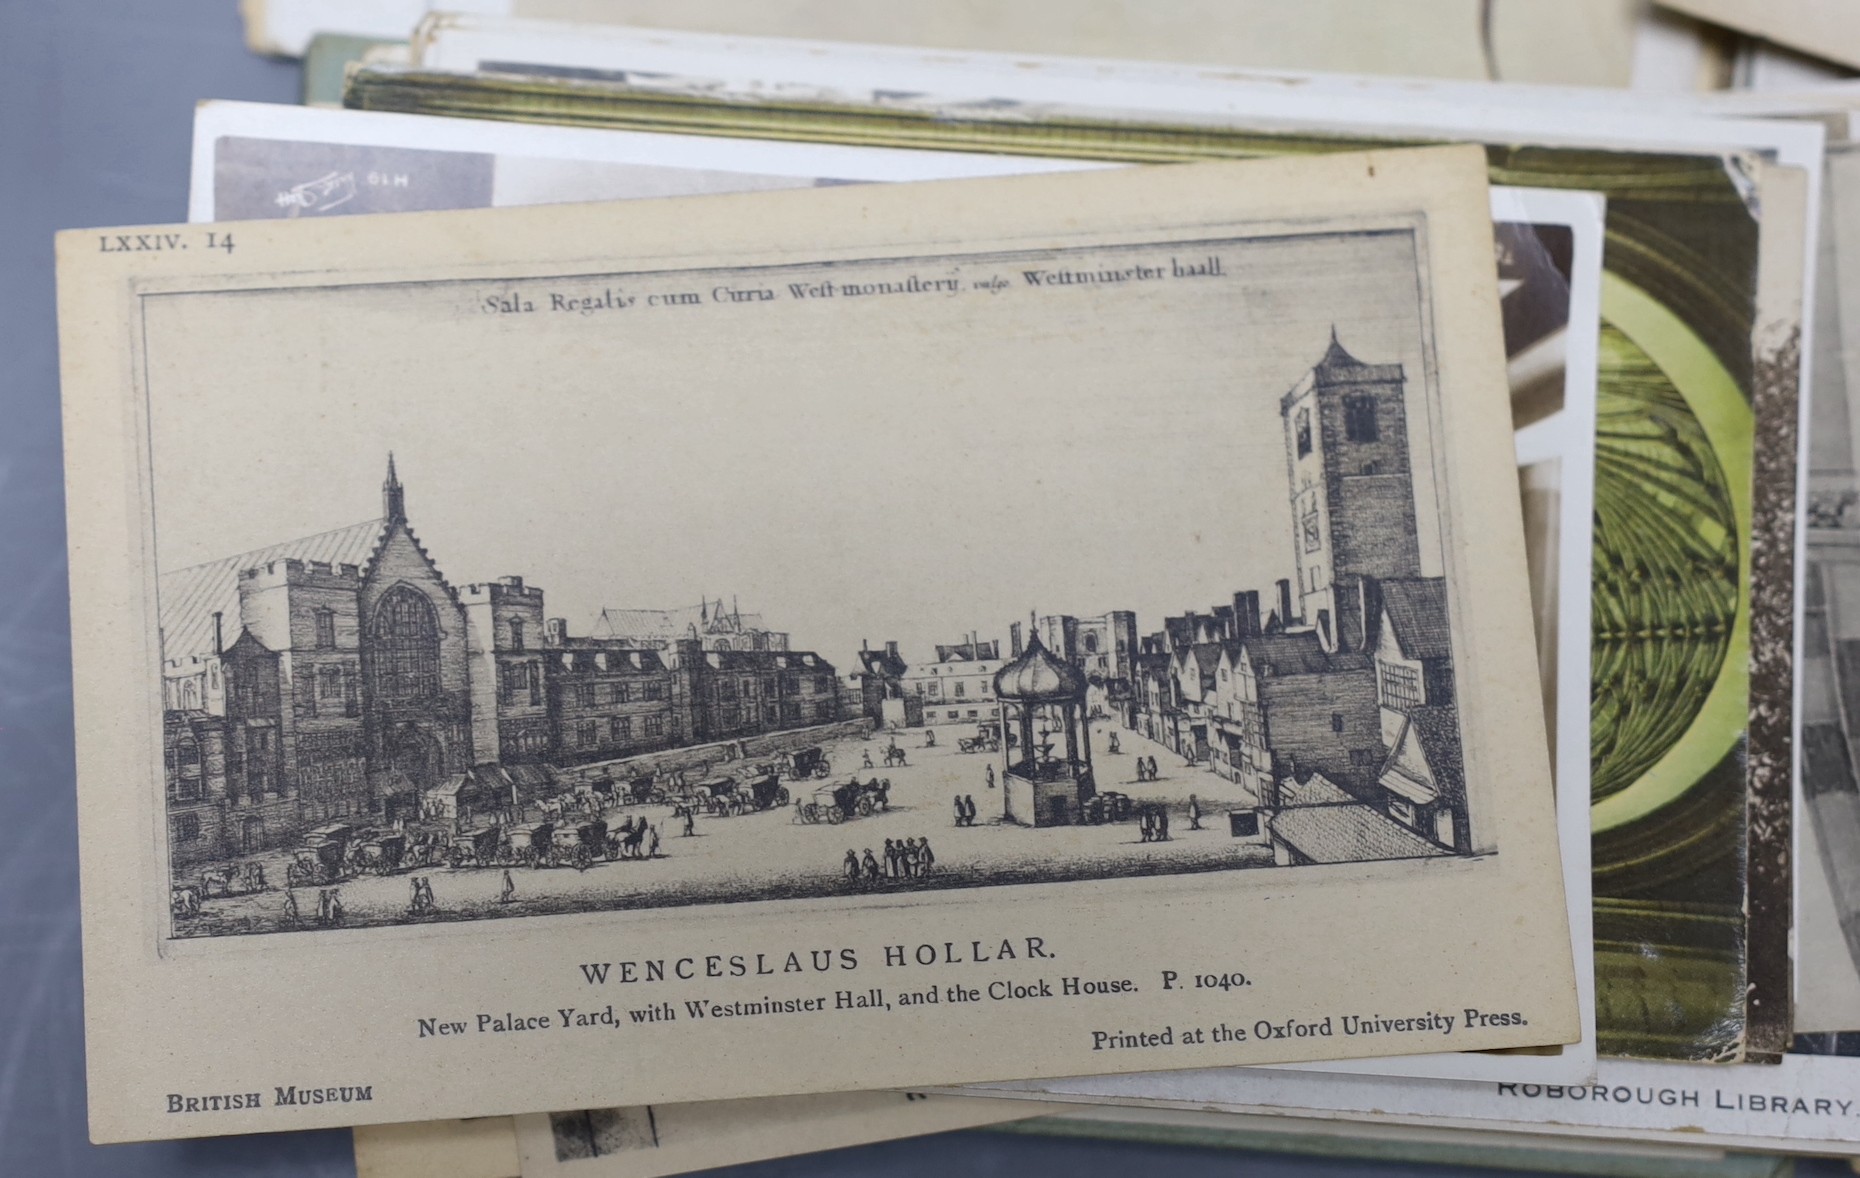 H19
LXXIV. 14
Sala Regalis cum Curia West-monastery, vulgo Westminster haall.
WENCESLAUS HOLLAR.
New Palace Yard, with Westminster Hall, and the Clock House. P. 1040.
Printed at the Oxford University Press.
BRITISH MUSEUM
ROBOROUGH LIBRARY.